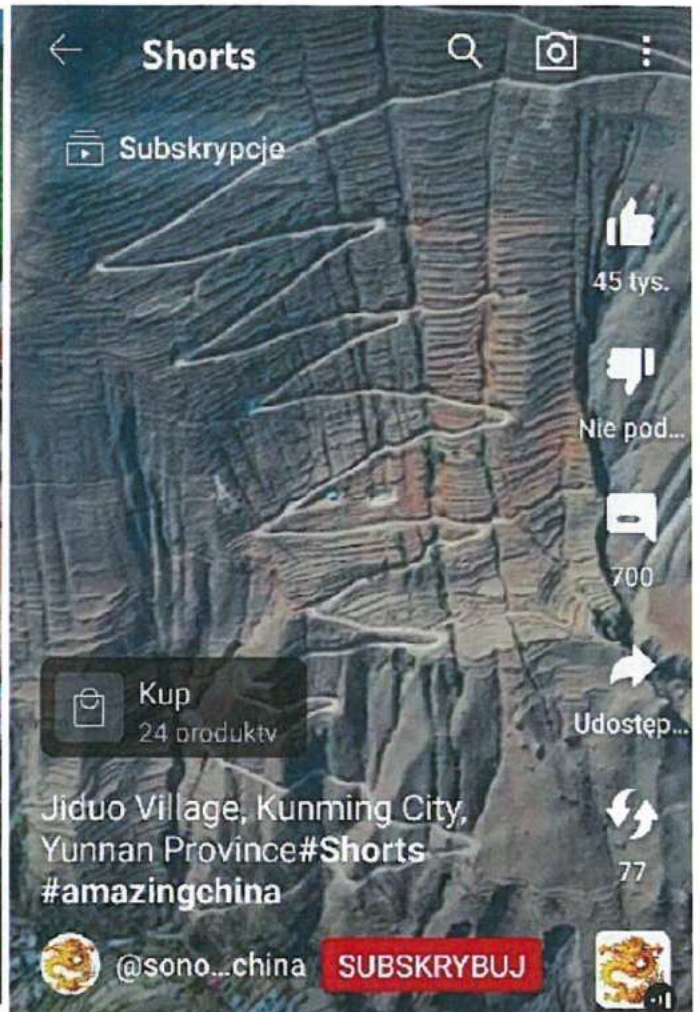 Shorts
Subskrypcje
45 tys.
Nie pod...
700
Udostęp...
Kup
24 produkty
Jiduo Village, Kunming City,
Yunnan Province#Shorts
#amazingchina
77
@sono...china
SUBSKRYBUJ